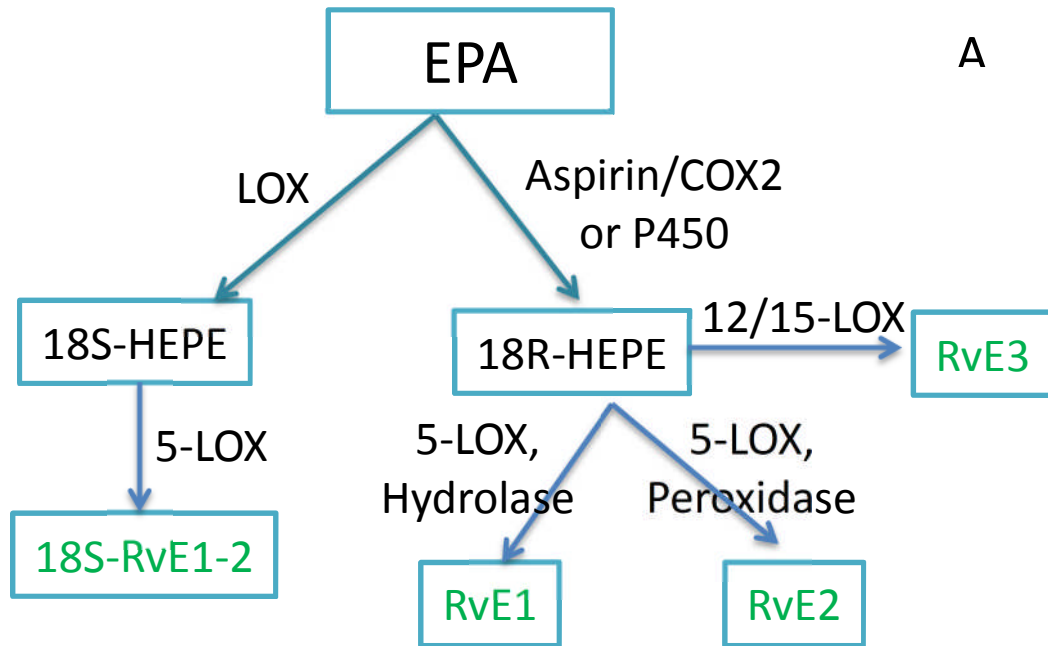 EPA
A
LOX
Aspirin/COX2
or P450
18S-HEPE
18R-HEPE
12/15-LOX
RvE3
5-LOX
5-LOX,
Hydrolase
5-LOX,
Peroxidase
18S-RvE1-2
RvE1
RvE2